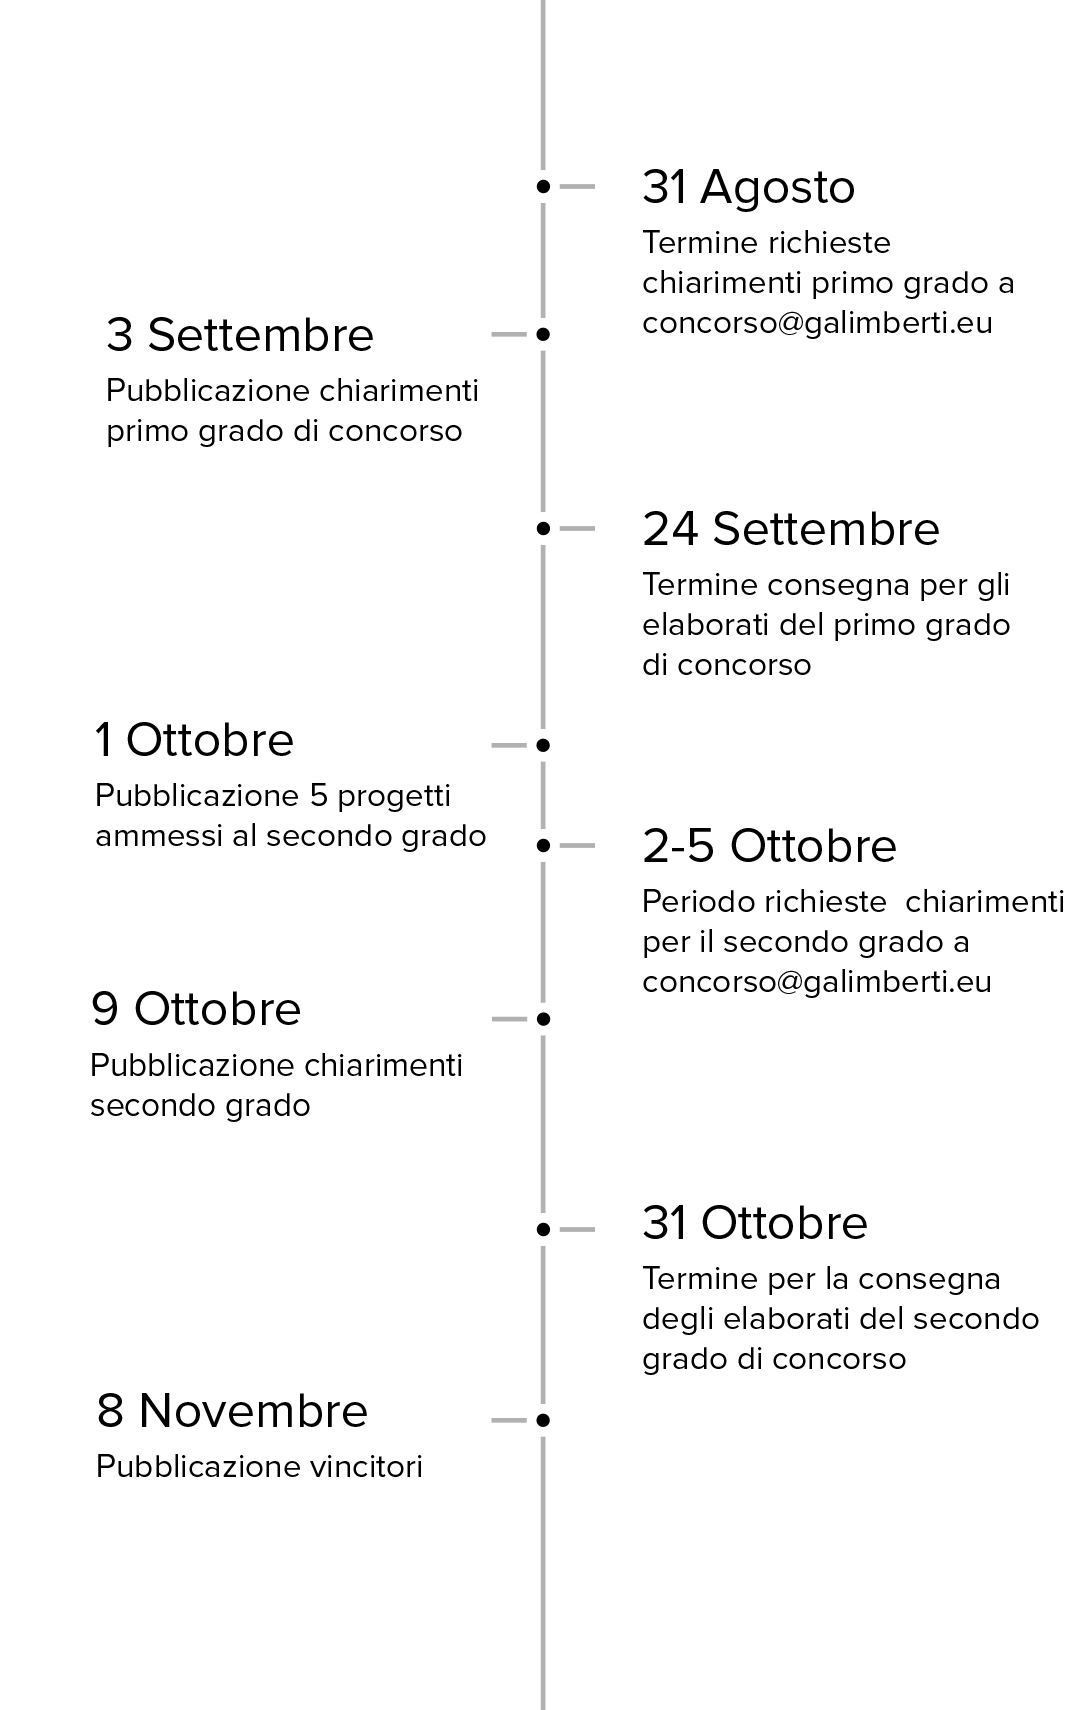 31 Agosto
Termine richieste
chiarimenti primo grado a
concorso@galimberti.eu
3 Settembre
Pubblicazione chiarimenti
primo grado di concorso
24 Settembre
Termine consegna per gli
elaborati del primo grado
di concorso
1 Ottobre
Pubblicazione 5 progetti
ammessi al secondo grado
2-5 Ottobre
Periodo richieste  chiarimenti
per il secondo grado a
concorso@galimberti.eu
9 Ottobre
Pubblicazione chiarimenti
secondo grado
31 Ottobre
Termine per la consegna
degli elaborati del secondo
grado di concorso
8 Novembre
Pubblicazione vincitori